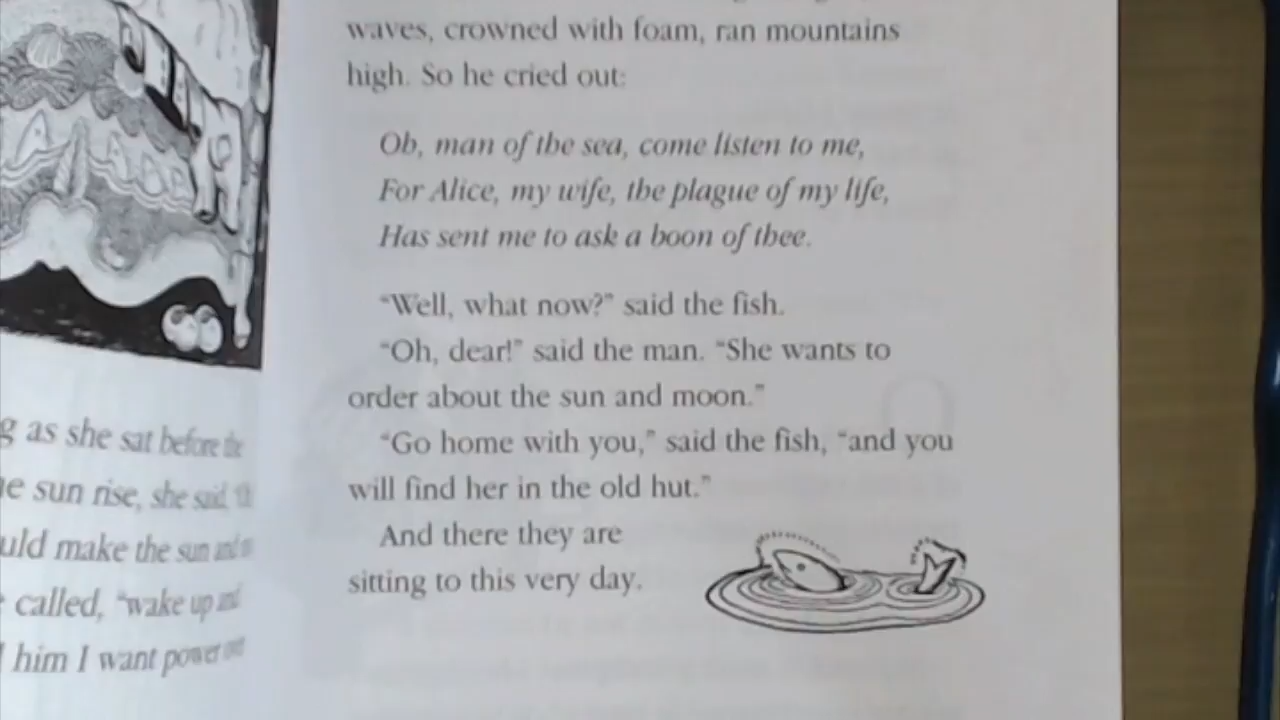 g as she sat before the
sun rise, she said,
uld make the sun and
called, “wake up and
him I want power
waves, crowned with foam, ran mountains
high. So he cried out:
Oh, man of the sea, come listen to me,
For Alice, my wife, the plague of my life,
Has sent me to ask a boon of thee.
“Well, what now?” said the fish.
“Oh, dear!” said the man. “She wants to
order about the sun and moon.”
“Go home with you,” said the fish, “and you
will find her in the old hut.”
And there they are
sitting to this very day.